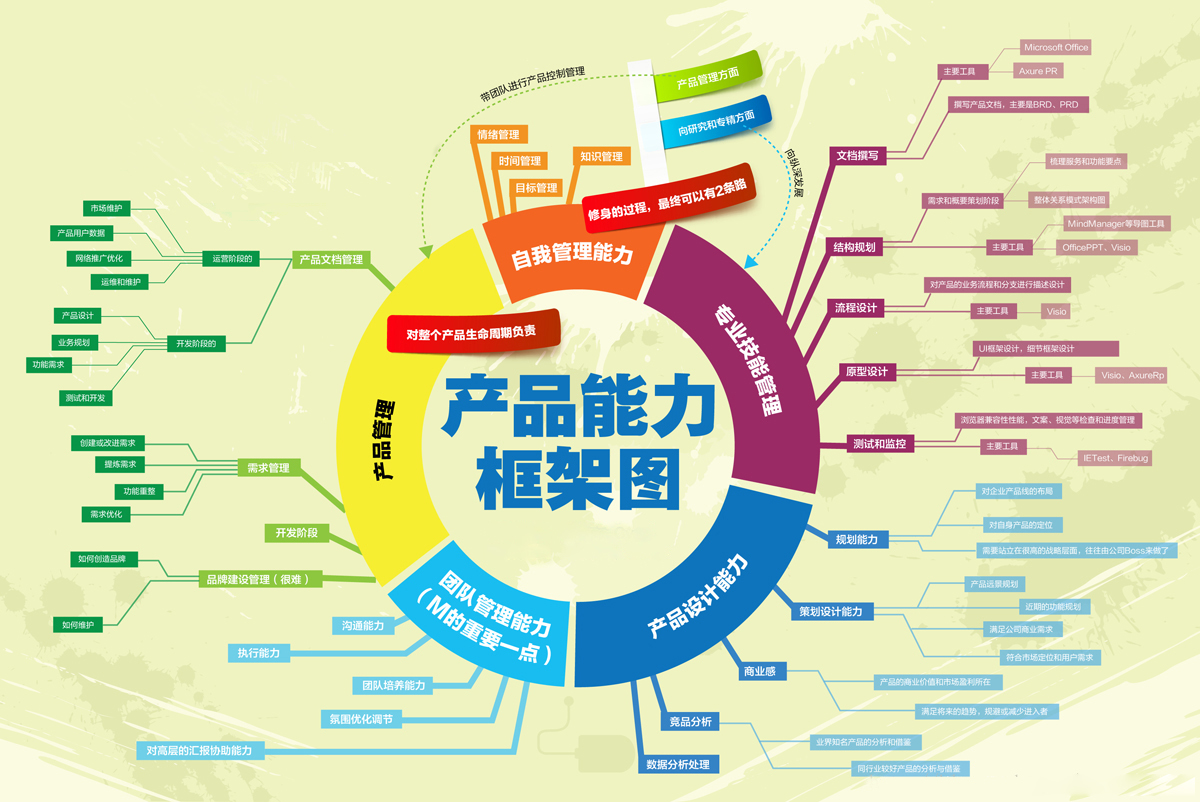 产品能力
框架图
带团队进行产品控制管理
产品管理方面
向研究和专精方面
向纵深发展
修身的过程，最终可以有2条路
自我管理能力
情绪管理
时间管理
目标管理
知识管理
专业技能管理
文档撰写
主要工具
Microsoft Office
Axure PR
撰写产品文档，主要是BRD、PRD
结构规划
需求和概要策划阶段
梳理服务和功能要点
整体关系模式架构图
主要工具
MindManager等导图工具
OfficePPT、Visio
流程设计
对产品的业务流程和分支进行描述设计
主要工具
Visio
原型设计
UI框架设计，细节框架设计
主要工具
Visio、AxureRp
测试和监控
浏览器兼容性性能，文案、视觉等检查和进度管理
主要工具
IETest、Firebug
产品设计能力
规划能力
对企业产品线的布局
对自身产品的定位
需要站立在很高的战略层面，往往由公司Boss来做了
策划设计能力
产品远景规划
近期的功能规划
满足公司商业需求
符合市场定位和用户需求
商业感
产品的商业价值和市场盈利所在
满足将来的趋势，规避或减少进入者
竞品分析
业界知名产品的分析和借鉴
同行业较好产品的分析与借鉴
数据分析处理
团队管理能力
（M的重要一点）
沟通能力
执行能力
团队培养能力
氛围优化调节
对高层的汇报协助能力
产品管理
对整个产品生命周期负责
产品文档管理
运营阶段的
市场维护
产品用户数据
网络推广优化
运维和维护
开发阶段的
产品设计
业务规划
功能需求
测试和开发
需求管理
创建或改进需求
提炼需求
功能重整
需求优化
开发阶段
品牌建设管理（很难）
如何创造品牌
如何维护